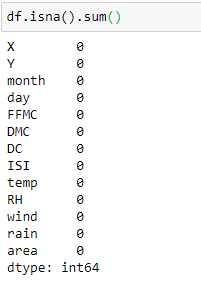 df.isna().sum()
X 0
Y 0
month 0
day 0
FFMC 0
DMC 0
DC 0
ISI 0
temp 0
RH 0
wind 0
rain 0
area 0
dtype: int64